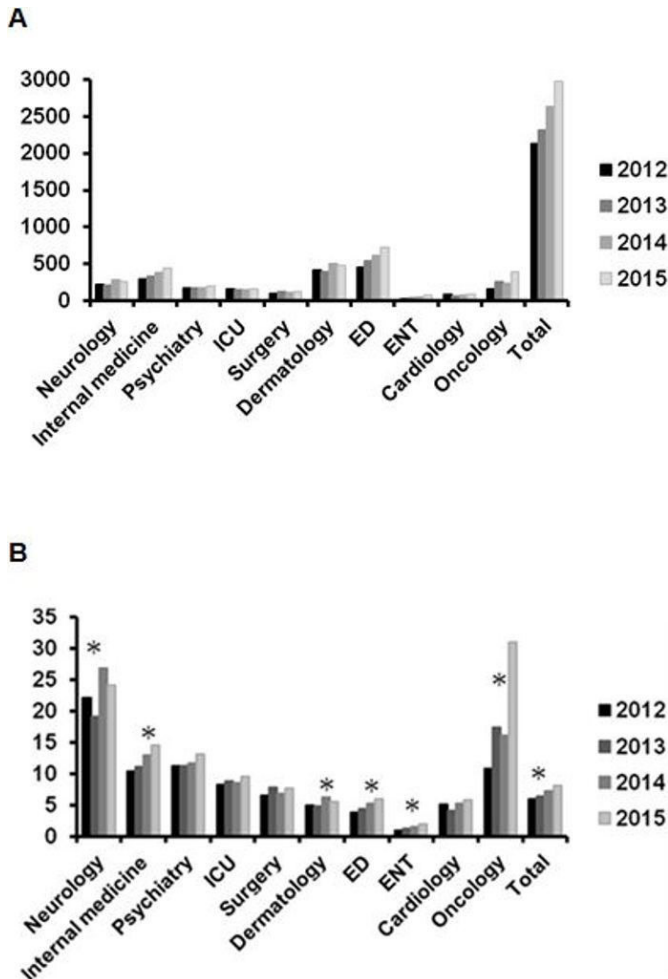 A
3000
2500
2000
1500
1000
500
0
2012
2013
2014
2015
Neurology
Internal medicine
Psychiatry
ICU
Surgery
Dermatology
ED
ENT
Cardiology
Oncology
Total
B
35
30
25
20
15
10
5
0
*
*
*
*
*
*
*
2012
2013
2014
2015
Neurology
Internal medicine
Psychiatry
ICU
Surgery
Dermatology
ED
ENT
Cardiology
Oncology
Total